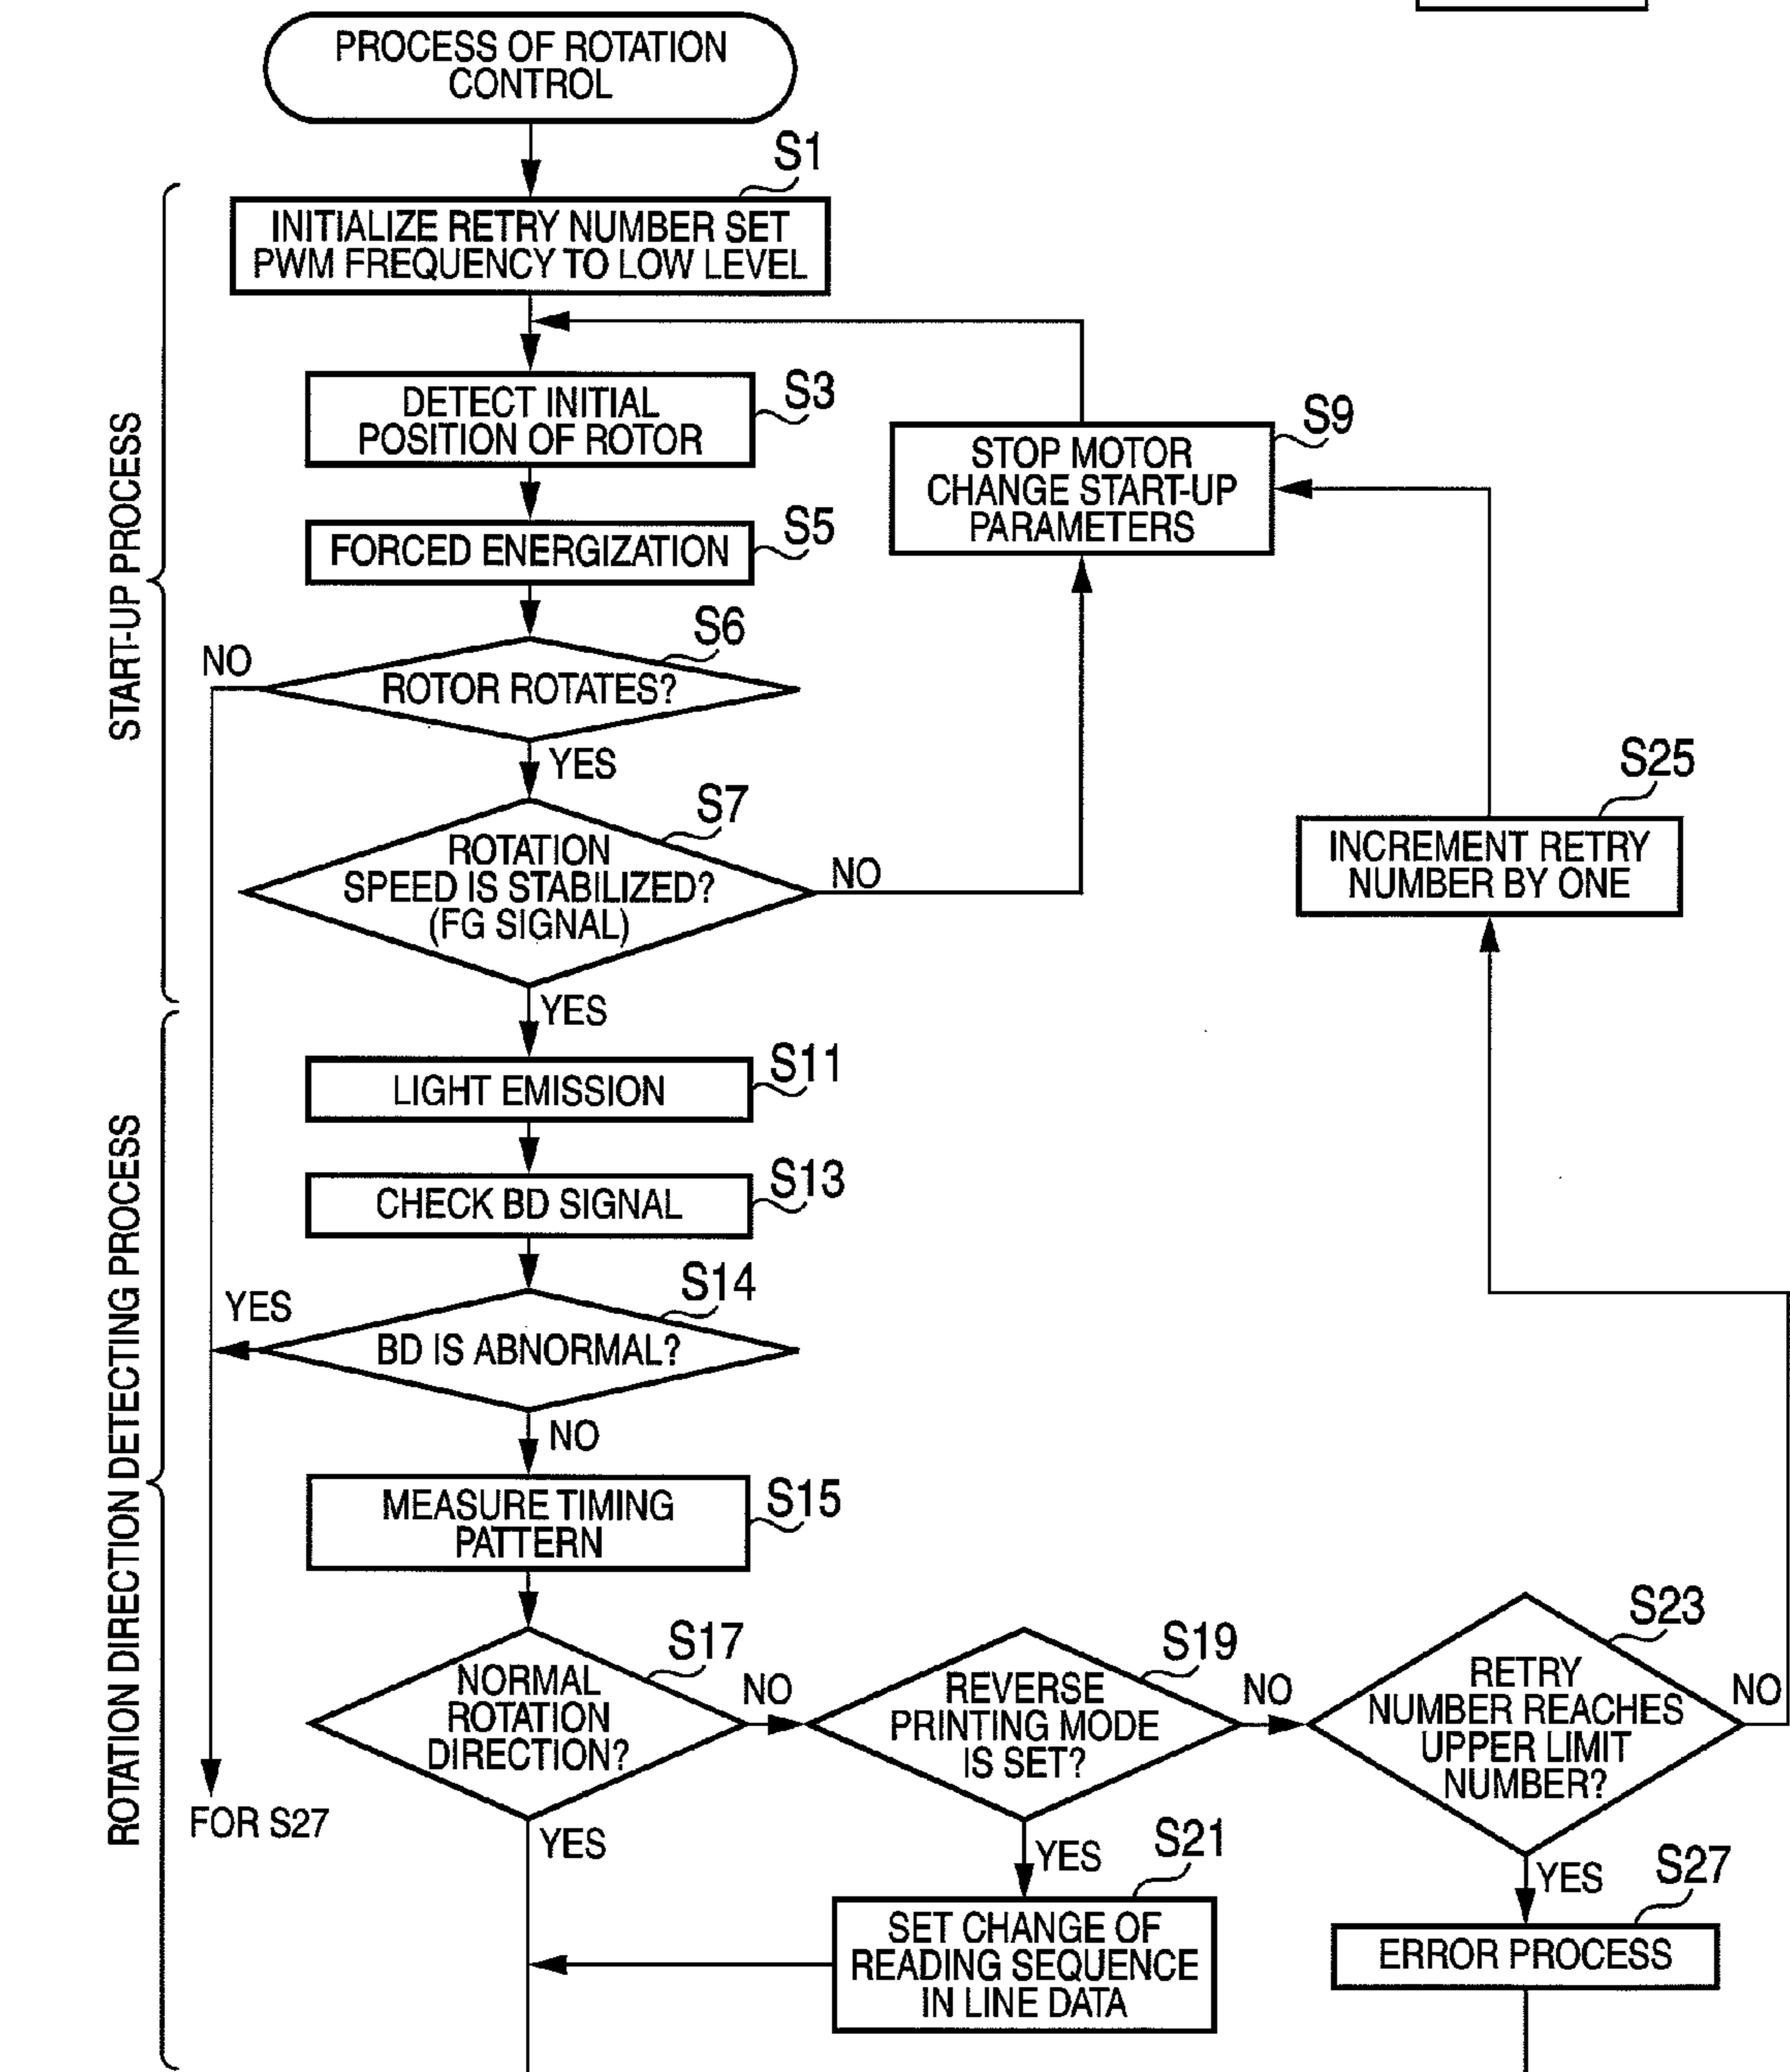 PROCESS OF ROTATION
CONTROL
S1
INITIALIZE RETRY NUMBER SET
PWM FREQUENCY TO LOW LEVEL
START-UP PROCESS
S3
DETECT INITIAL
POSITION OF ROTOR
S9
STOP MOTOR
CHANGE START-UP
PARAMETERS
S5
FORCED ENERGIZATION
S6
NO
ROTOR ROTATES?
YES
S7
ROTATION
SPEED IS STABILIZED?
(FG SIGNAL)
NO
S25
INCREMENT RETRY
NUMBER BY ONE
YES
ROTATION DIRECTION DETECTING PROCESS
S11
LIGHT EMISSION
S13
CHECK BD SIGNAL
S14
YES
BD IS ABNORMAL?
NO
S15
MEASURE TIMING
PATTERN
S17
NORMAL
ROTATION
DIRECTION?
NO
S19
REVERSE
PRINTING MODE
IS SET?
NO
S23
RETRY
NUMBER REACHES
UPPER LIMIT
NUMBER?
NO
FOR S27
YES
YES
S21
SET CHANGE OF
READING SEQUENCE
IN LINE DATA
YES
S27
ERROR PROCESS